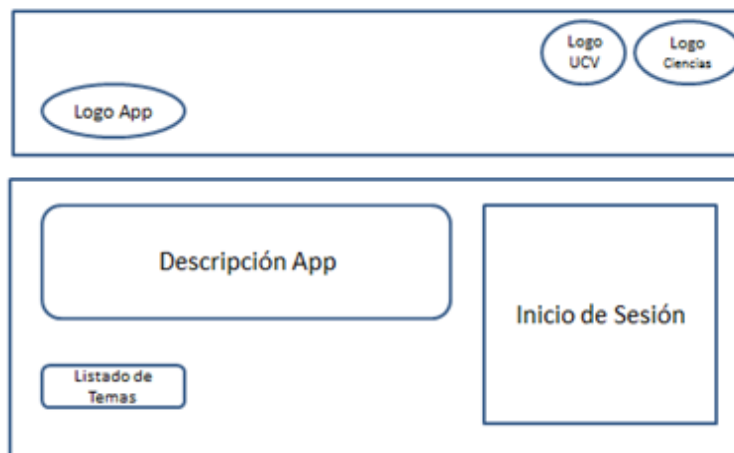 Logo
UCV
Logo
Ciencias
Logo App
Descripción App
Inicio de Sesión
Listado de
Temas